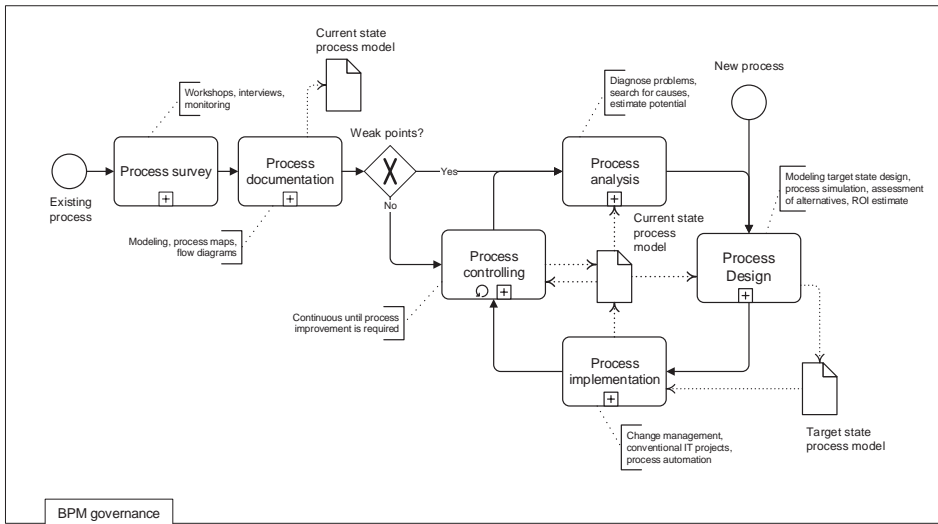 Current state
process model
New process
Workshops, interviews,
monitoring
Diagnose problems,
search for causes,
estimate potential
Weak points?
Process survey
Process
documentation
Yes
Process
analysis
Modeling target state design,
process simulation, assessment
of alternatives, ROI estimate
Existing
process
No
Modeling, process maps,
flow diagrams
Current state
process model
Process
controlling
Process
Design
Continuous until process
improvement is required
Process
implementation
Target state
process model
Change management,
conventional IT projects,
process automation
BPM governance